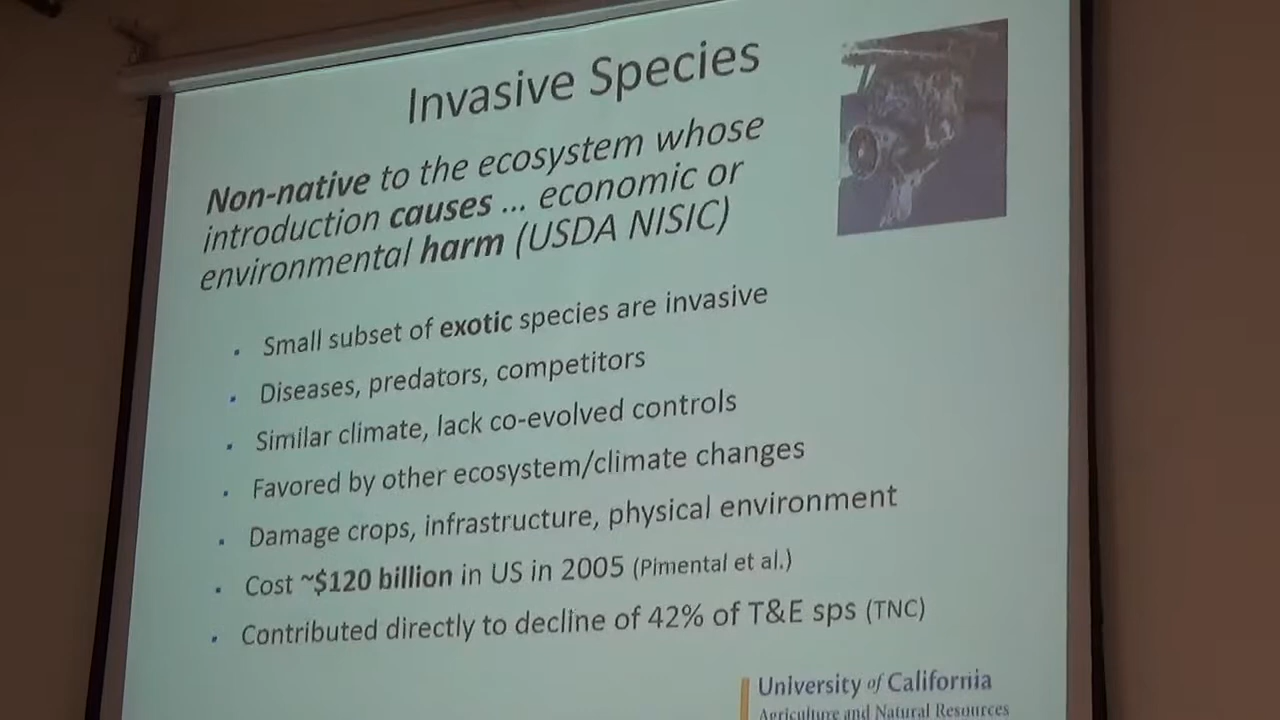 Invasive Species
Non-native to the ecosystem whose
introduction causes ... economic or
environmental harm (USDA NISIC)
Small subset of exotic species are invasive
Diseases, predators, competitors
Similar climate, lack co-evolved controls
Favored by other ecosystem/climate changes
Damage crops, infrastructure, physical environment
Cost ~$120 billion in US in 2005 (Pimental et al.)
Contributed directly to decline of 42% of T&E sps (TNC)
University of California
Agriculture and Natural Resources